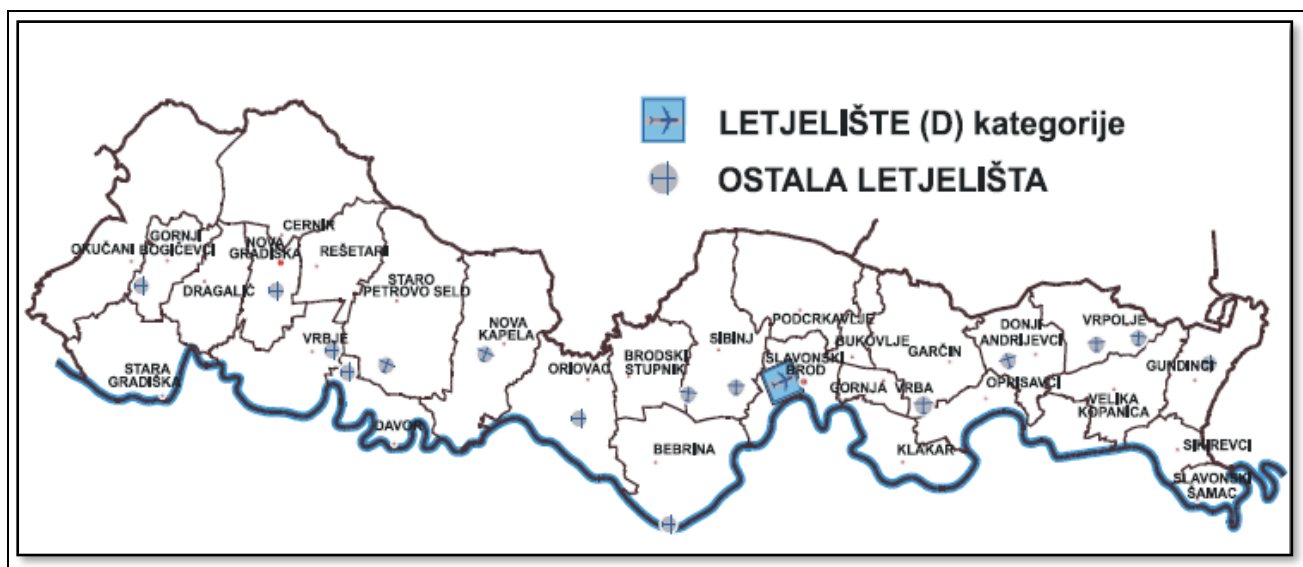 LETJELIŠTE (D) kategorije
OSTALA LETJELIŠTA
CERNIK
GORNJI
BOGIČEVCI
OKUČANI
NOVA
GRADIŠKA
REŠETARI
DRAGALIĆ
STARO
PETROVO SELO
NOVA
KAPELA
VRBJE
STARA
GRADIŠKA
DAVOR
ORIOVAC
BRODSKI
STUPNIK
SIBINJ
PODCRKAVLJE
BUKOVLJE
SLAVONSKI
BROD
GARČIN
DONJI
ANDRIJEVCI
VRPOLJE
GUNDINCI
GORNJA VRBA
OPRISAVCI
VELIKA
KOPANICA
BEBRINA
KLAKAR
SIKIREVCI
SLAVONSKI
ŠAMAC